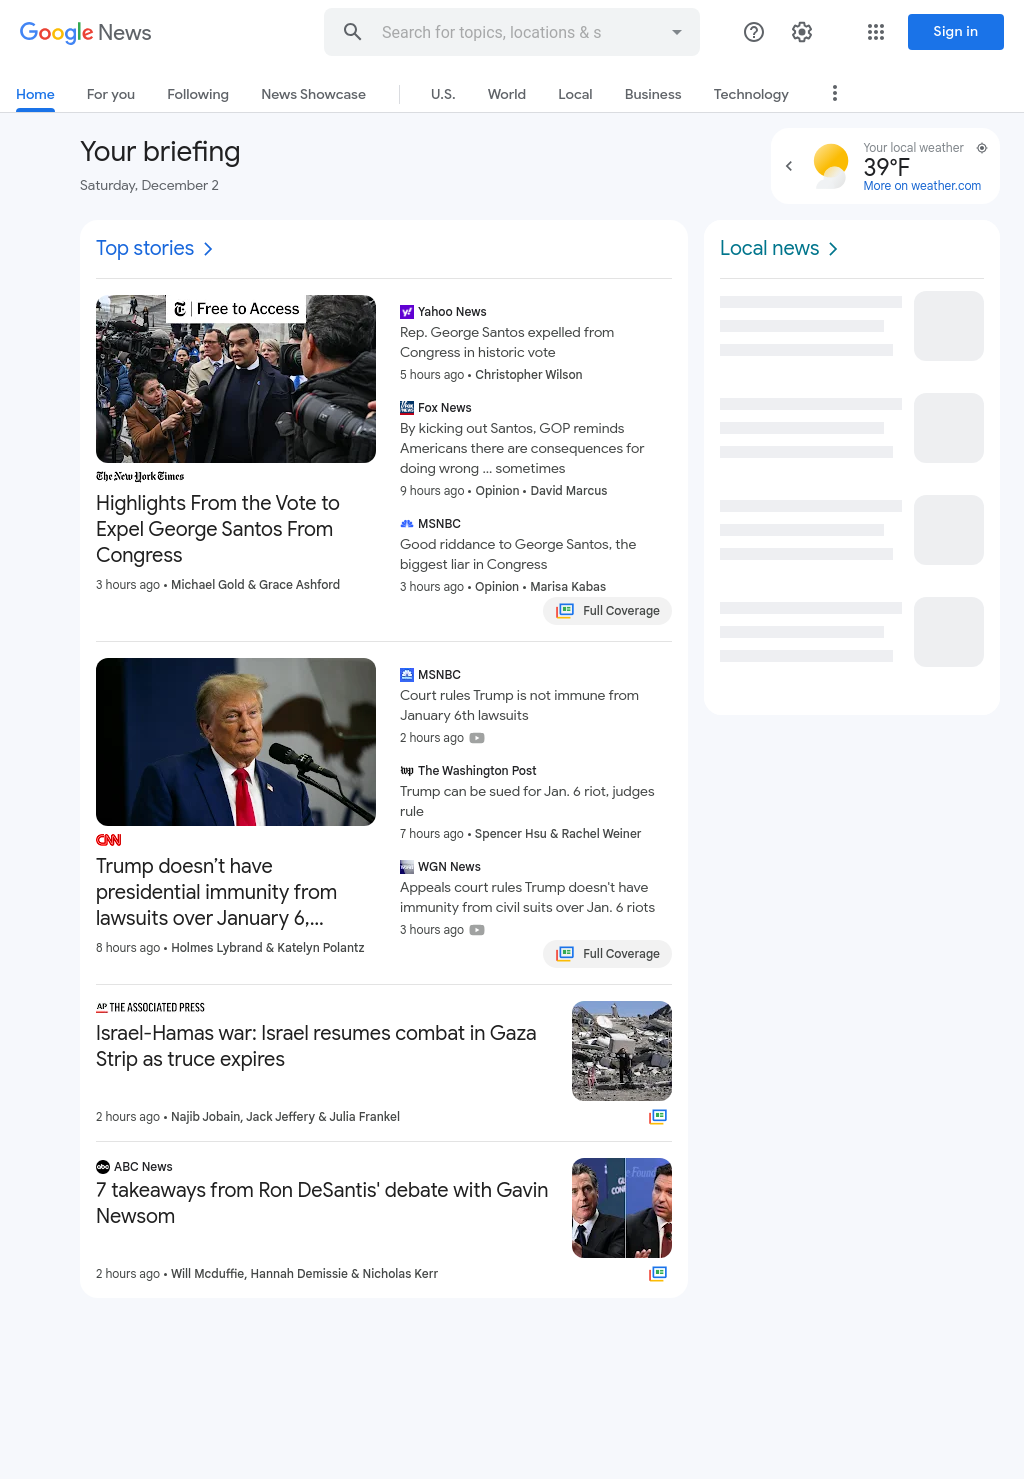 Google News
Search for topics, locations & s
Sign in
Home
For you
Following
News Showcase
U.S.
World
Local
Business
Technology
Your briefing
Saturday, December 2
Your local weather
39°F
More on weather.com
Top stories
T | Free to Access
The New York Times
Highlights From the Vote to
Expel George Santos From
Congress
3 hours ago • Michael Gold & Grace Ashford
Yahoo News
Rep. George Santos expelled from
Congress in historic vote
5 hours ago • Christopher Wilson
Fox News
By kicking out Santos, GOP reminds
Americans there are consequences for
doing wrong ... sometimes
9 hours ago • Opinion • David Marcus
MSNBC
Good riddance to George Santos, the
biggest liar in Congress
3 hours ago • Opinion • Marisa Kabas
Full Coverage
CNN
Trump doesn’t have
presidential immunity from
lawsuits over January 6,...
8 hours ago • Holmes Lybrand & Katelyn Polantz
MSNBC
Court rules Trump is not immune from
January 6th lawsuits
2 hours ago
wp The Washington Post
Trump can be sued for Jan. 6 riot, judges
rule
7 hours ago • Spencer Hsu & Rachel Weiner
WGN News
Appeals court rules Trump doesn't have
immunity from civil suits over Jan. 6 riots
3 hours ago
Full Coverage
AP THE ASSOCIATED PRESS
Israel-Hamas war: Israel resumes combat in Gaza
Strip as truce expires
2 hours ago • Najib Jobain, Jack Jeffery & Julia Frankel
abc ABC News
7 takeaways from Ron DeSantis' debate with Gavin
Newsom
2 hours ago • Will Mcduffie, Hannah Demissie & Nicholas Kerr
Local news